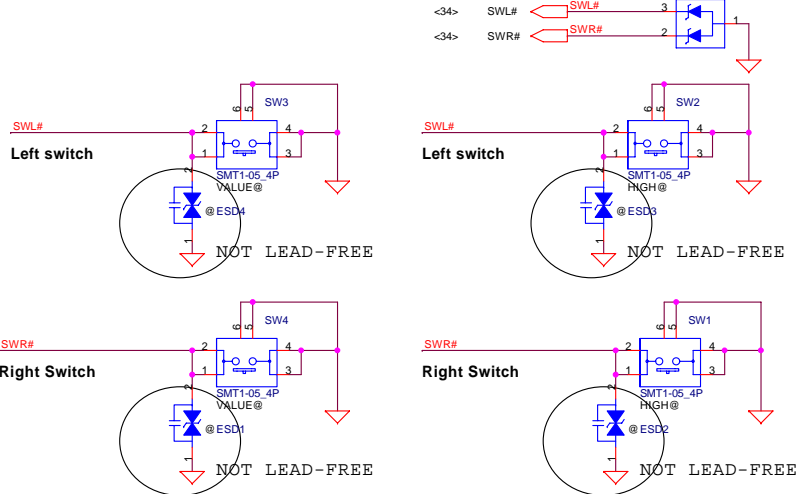 <34> SWL# SWL# 3
1
<34> SWR# SWR# 2
6 5 SW3
SWL# 2 4
Left switch 1 3
SMT1-05_4P
VALUE@
2
@ESD4
1
NOT LEAD-FREE
6 5 SW2
SWL# 2 4
Left switch 1 3
SMT1-05_4P
HIGH@
2
@ESD3
1
NOT LEAD-FREE
6 5 SW4
SWR# 2 4
Right Switch 1 3
SMT1-05_4P
VALUE@
2
@ESD1
1
NOT LEAD-FREE
6 5 SW1
SWR# 2 4
Right Switch 1 3
SMT1-05_4P
HIGH@
2
@ESD2
1
NOT LEAD-FREE